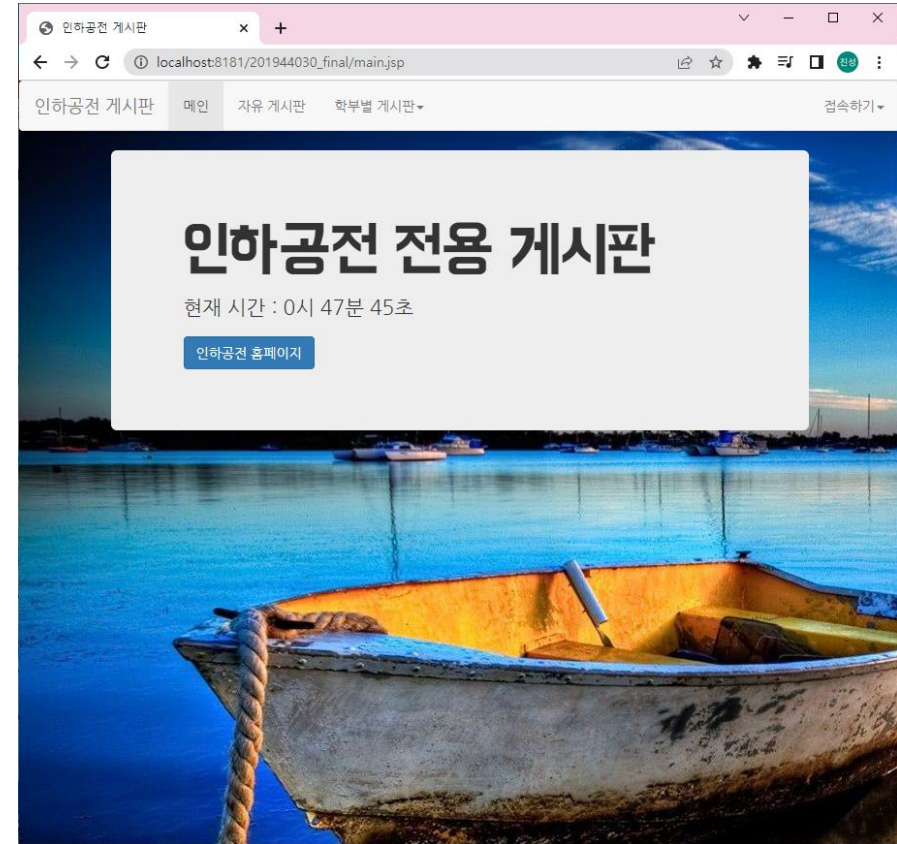 인하공전 게시판
localhost:8181/201944030_final/main.jsp
진성
인하공전 게시판 메인 자유 게시판 학부별 게시판 접속하기
인하공전 전용 게시판
현재 시간 : 0시 47분 45초
인하공전 홈페이지